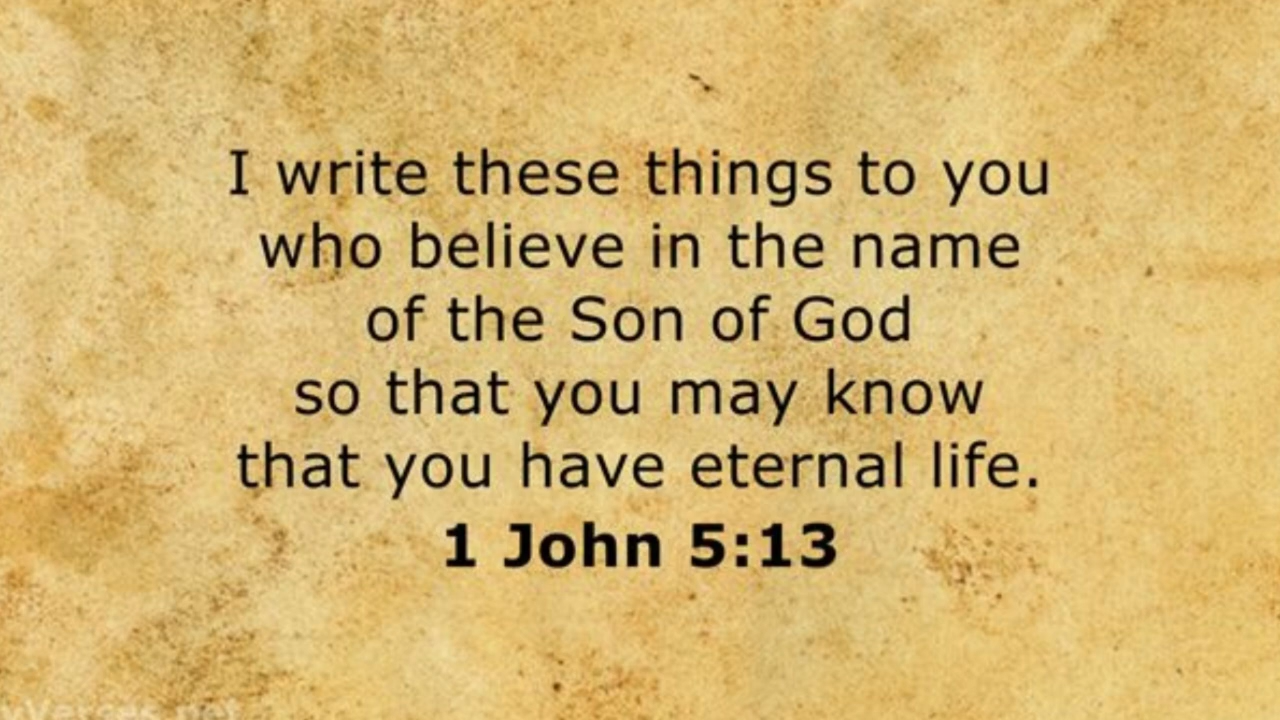 I write these things to you
who believe in the name
of the Son of God
so that you may know
that you have eternal life.
1 John 5:13